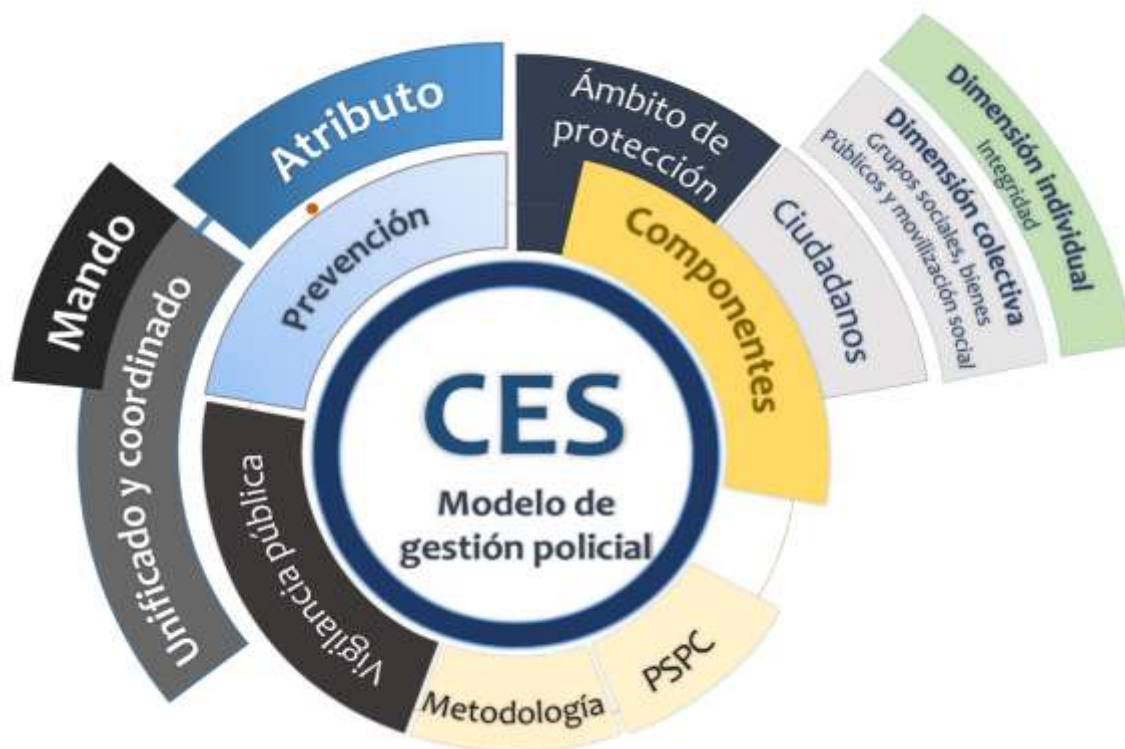 CES
Modelo de
gestión policial
Mando
Unificado y coordinado
Atributo
Prevención
Vigilancia pública
Ámbito de
protección
Componentes
Ciudadanos
Dimensión colectiva
Grupos sociales, bienes
Públicos y movilización social
Dimensión individual
Integridad
PSPC
Metodología